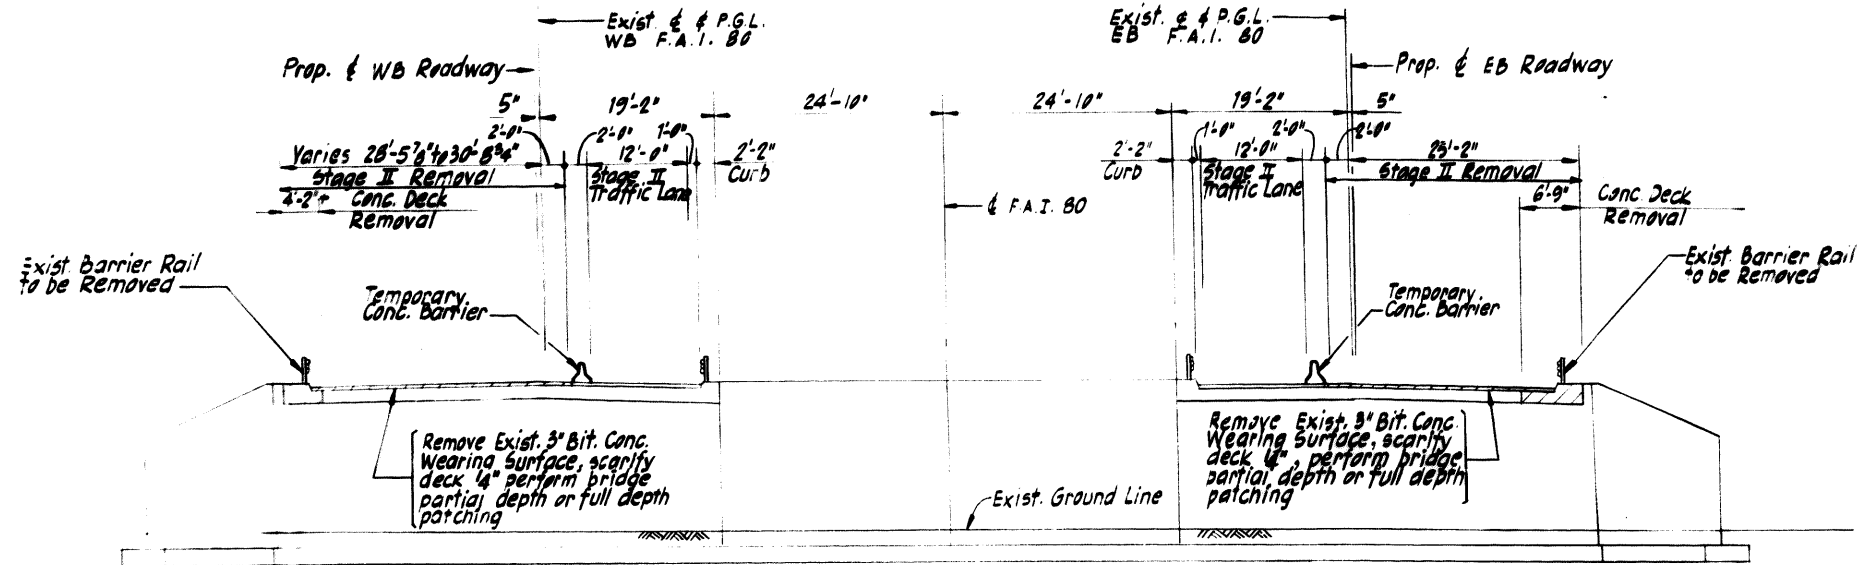 Exist. ℄ & P.G.L.
WB F.A.I. 80
Exist. ℄ & P.G.L.
EB F.A.I. 80
Prop. ℄ WB Roadway
Prop. ℄ EB Roadway
5" 19'-2" 24'-10" 24'-10" 19'-2" 5"
2'-0" 2'-0" 1'-0" 1'-0" 2'-0" 2'-0"
Varies 28'-5 7/8" to 30'-8 3/4" 12'-0" 2'-2" 2'-2" 12'-0" 25'-2"
Stage II Removal
Stage II
Traffic Lane
Curb
Curb
Stage II
Traffic Lane
Stage II Removal
4'-2"± Conc. Deck
Removal
6'-9" Conc. Deck
Removal
℄ F.A.I. 80
Exist. Barrier Rail
to be Removed
Temporary
Conc. Barrier
Temporary
Conc. Barrier
Exist. Barrier Rail
to be Removed
Remove Exist. 3" Bit. Conc.
Wearing Surface, scarify
deck 1/4" perform bridge
partial depth or full depth
patching
Remove Exist. 3" Bit. Conc.
Wearing Surface, scarify
deck 1/4", perform bridge
partial depth or full depth
patching
Exist. Ground Line